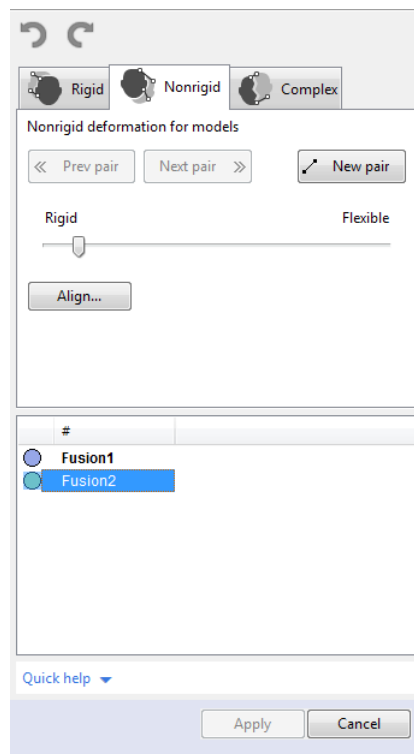 Rigid Nonrigid Complex
Nonrigid deformation for models
Prev pair Next pair New pair
Rigid Flexible
Align...
#
Fusion1
Fusion2
Quick help
Apply Cancel